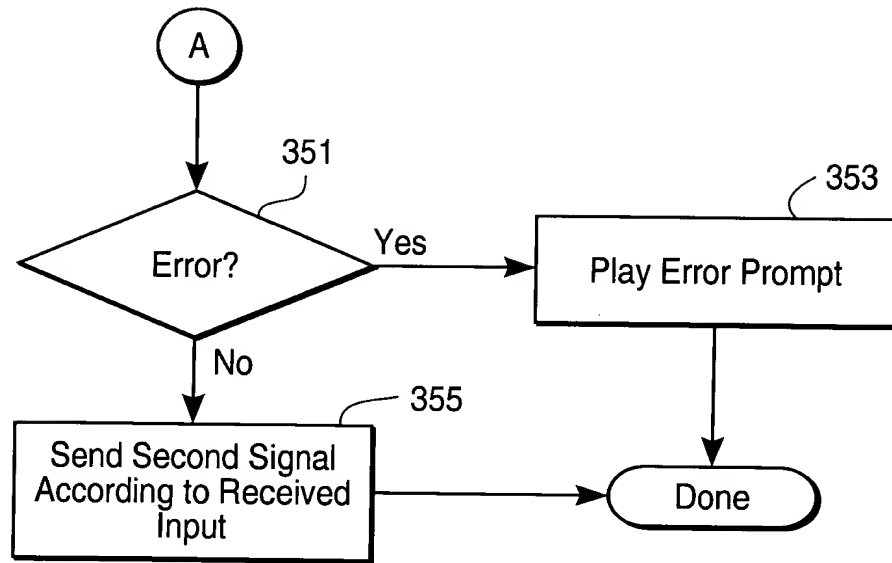 A
351
Error?
Yes
353
Play Error Prompt
No
355
Send Second Signal
According to Received
Input
Done